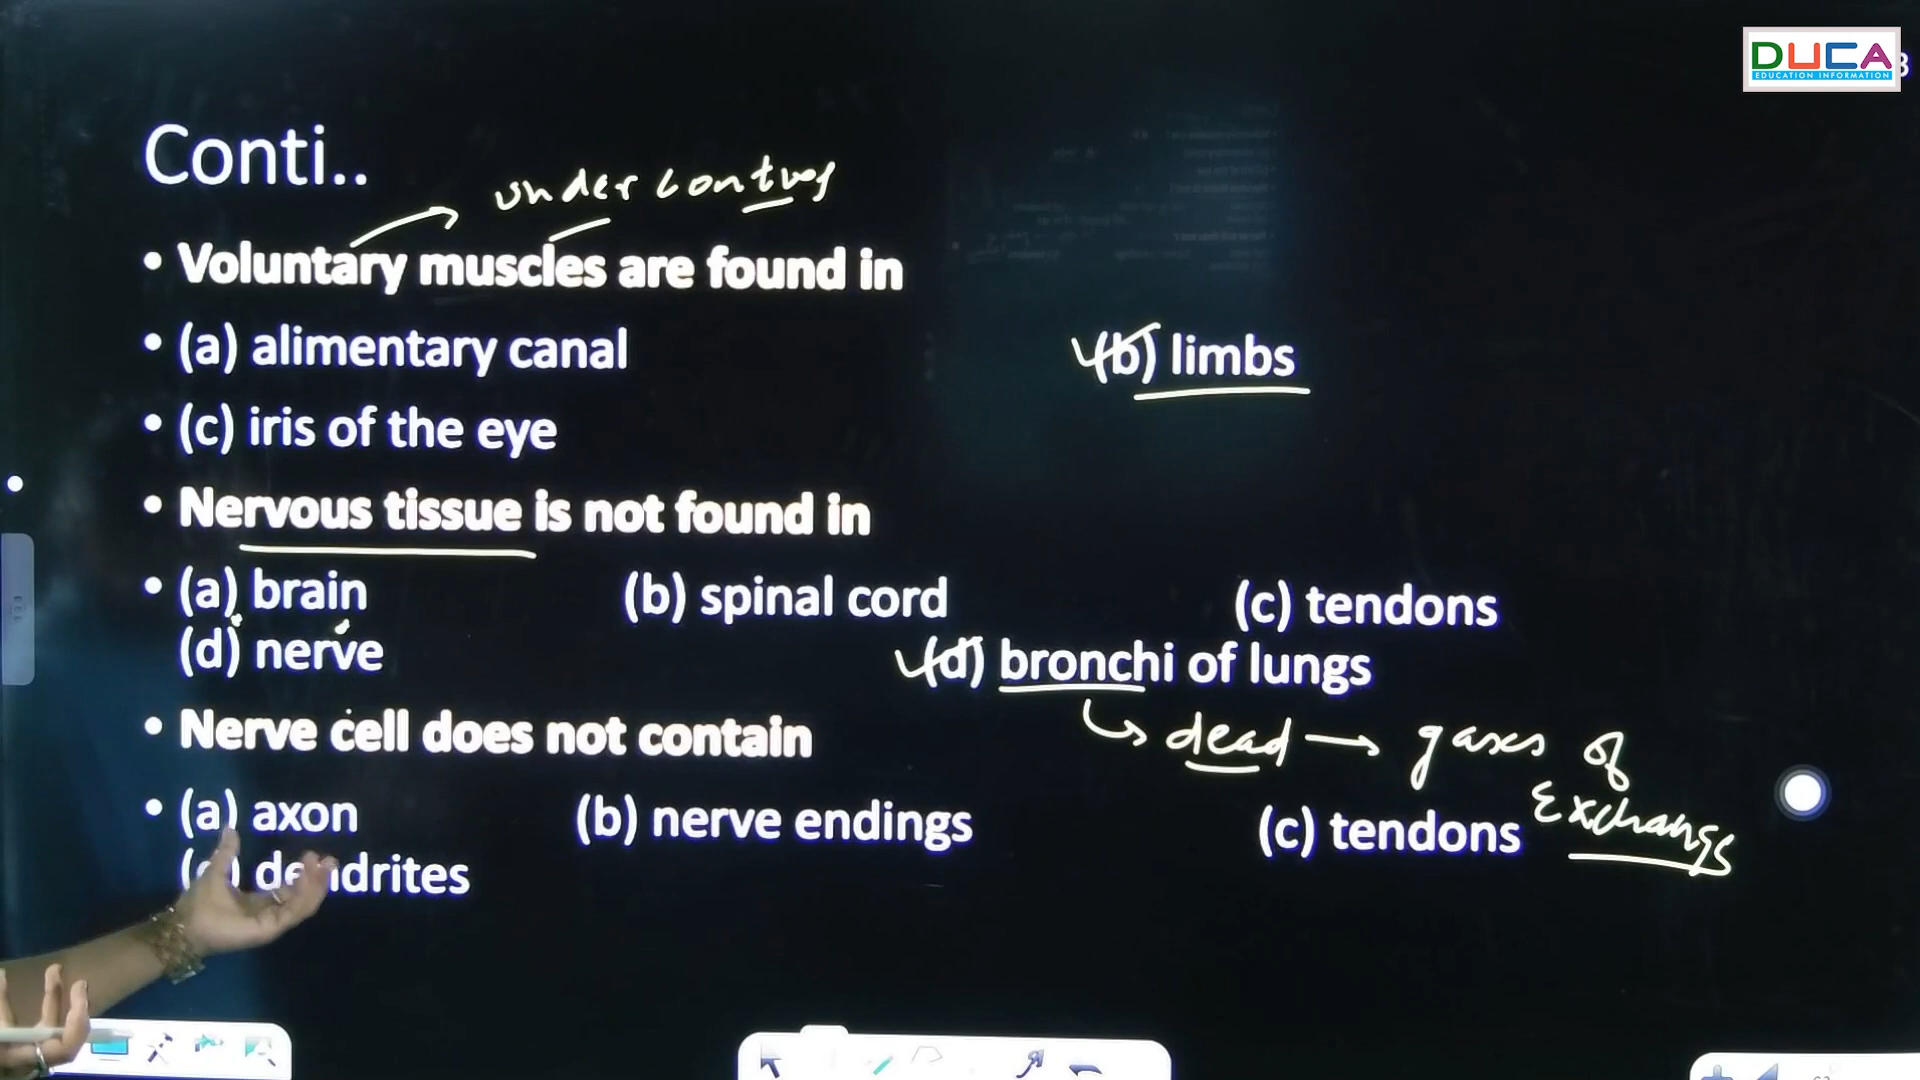 DUCA
EDUCATION INFORMATION
Conti..
under
• Voluntary muscles are found in
• (a) alimentary canal (b) limbs
• (c) iris of the eye
• Nervous tissue is not found in
• (a) brain (b) spinal cord (c) tendons
(d) nerve (d) bronchi of lungs
dead → gases of
• Nerve cell does not contain
Exchange
• (a) axon (b) nerve endings (c) tendons
dendrites